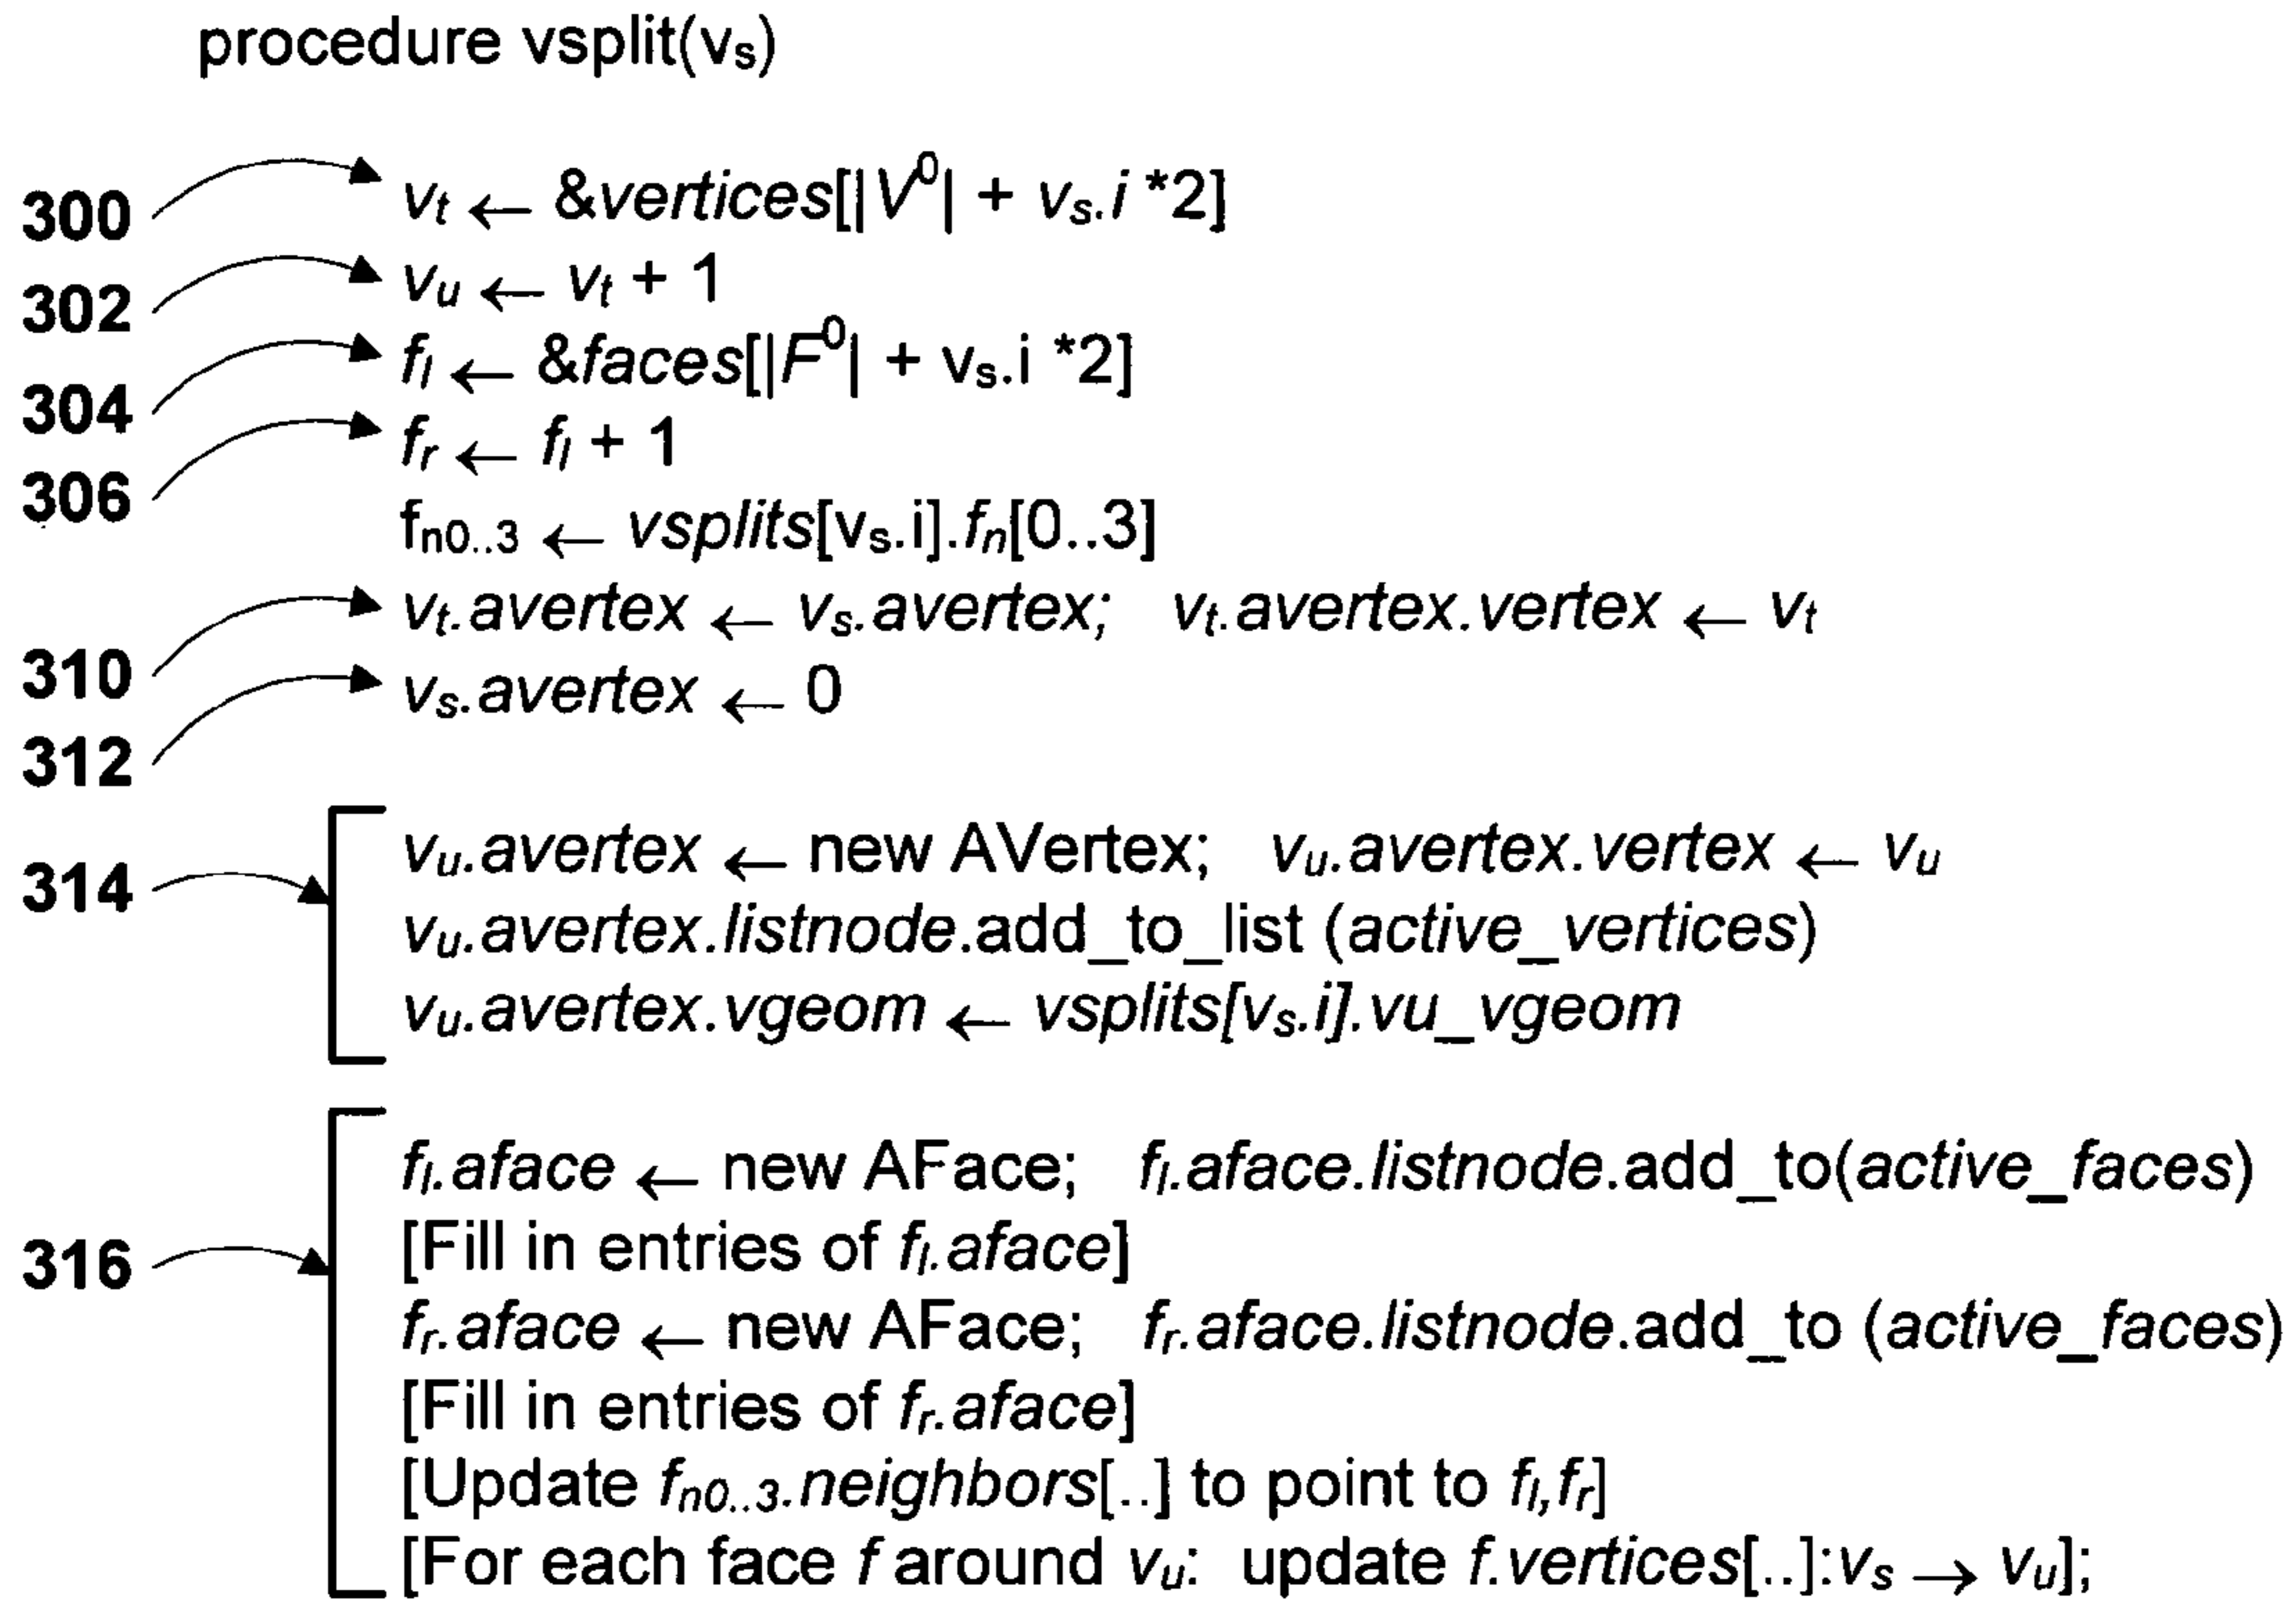 procedure vsplit(vₛ)
300 vₜ ← &vertices[|V⁰| + vₛ.i *2]
302 vᵤ ← vₜ + 1
304 fₗ ← &faces[|F⁰| + vₛ.i *2]
306 fᵣ ← fₗ + 1
fn0..3 ← vsplits[vₛ.i].fₙ[0..3]
310 vₜ.avertex ← vₛ.avertex; vₜ.avertex.vertex ← vₜ
312 vₛ.avertex ← 0
314 vᵤ.avertex ← new AVertex; vᵤ.avertex.vertex ← vᵤ
vᵤ.avertex.listnode.add_to_list (active_vertices)
vᵤ.avertex.vgeom ← vsplits[vₛ.i].vu_vgeom
316 fₗ.aface ← new AFace; fₗ.aface.listnode.add_to(active_faces)
[Fill in entries of fₗ.aface]
fᵣ.aface ← new AFace; fᵣ.aface.listnode.add_to (active_faces)
[Fill in entries of fᵣ.aface]
[Update fn0..3.neighbors[..] to point to fₗ,fᵣ]
[For each face f around vᵤ: update f.vertices[..]:vₛ → vᵤ];